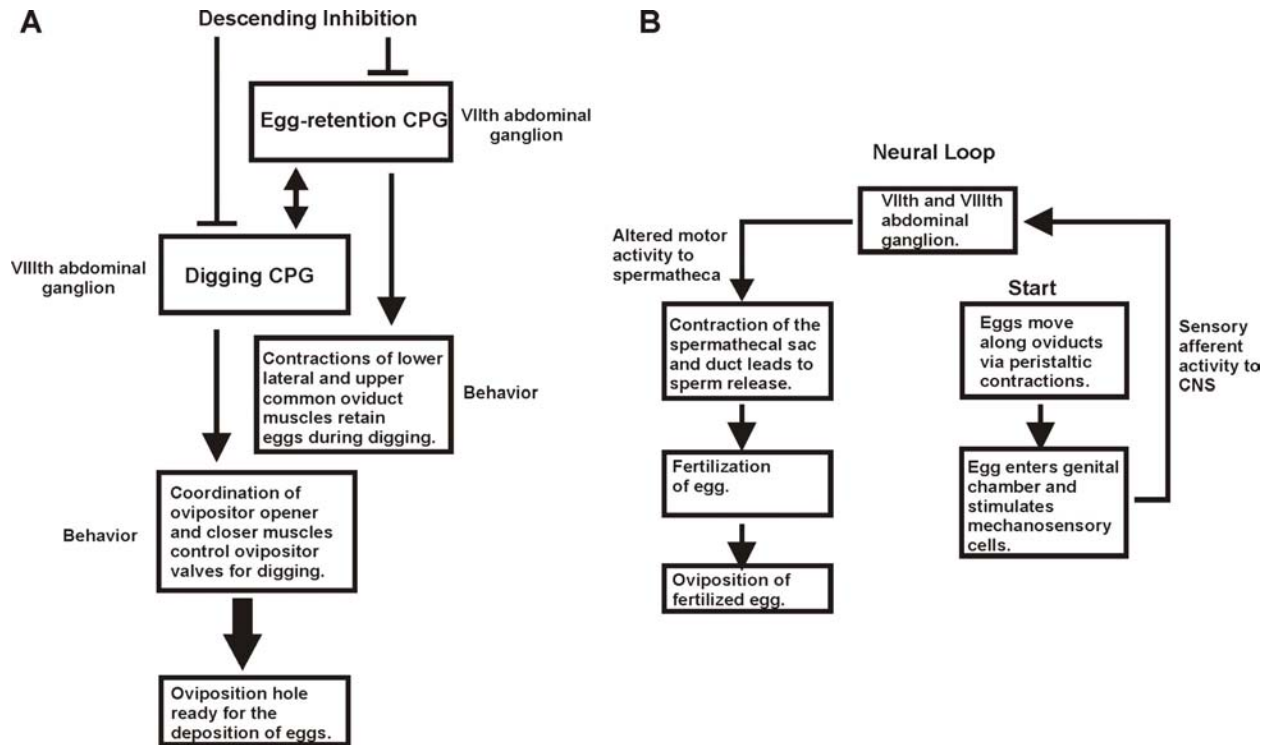 A
Descending Inhibition
Egg-retention CPG
VIIth abdominal
ganglion
VIIIth abdominal
ganglion
Digging CPG
Contractions of lower
lateral and upper
common oviduct
muscles retain
eggs during digging.
Behavior
Behavior
Coordination of
ovipositor opener
and closer muscles
control ovipositor
valves for digging.
Oviposition hole
ready for the
deposition of eggs.
B
Neural Loop
VIIth and VIIIth
abdominal
ganglion.
Altered motor
activity to
spermatheca
Contraction of the
spermathecal sac
and duct leads to
sperm release.
Fertilization
of egg.
Oviposition of
fertilized egg.
Start
Eggs move
along oviducts
via peristaltic
contractions.
Egg enters genital
chamber and
stimulates
mechanosensory
cells.
Sensory
afferent
activity to
CNS